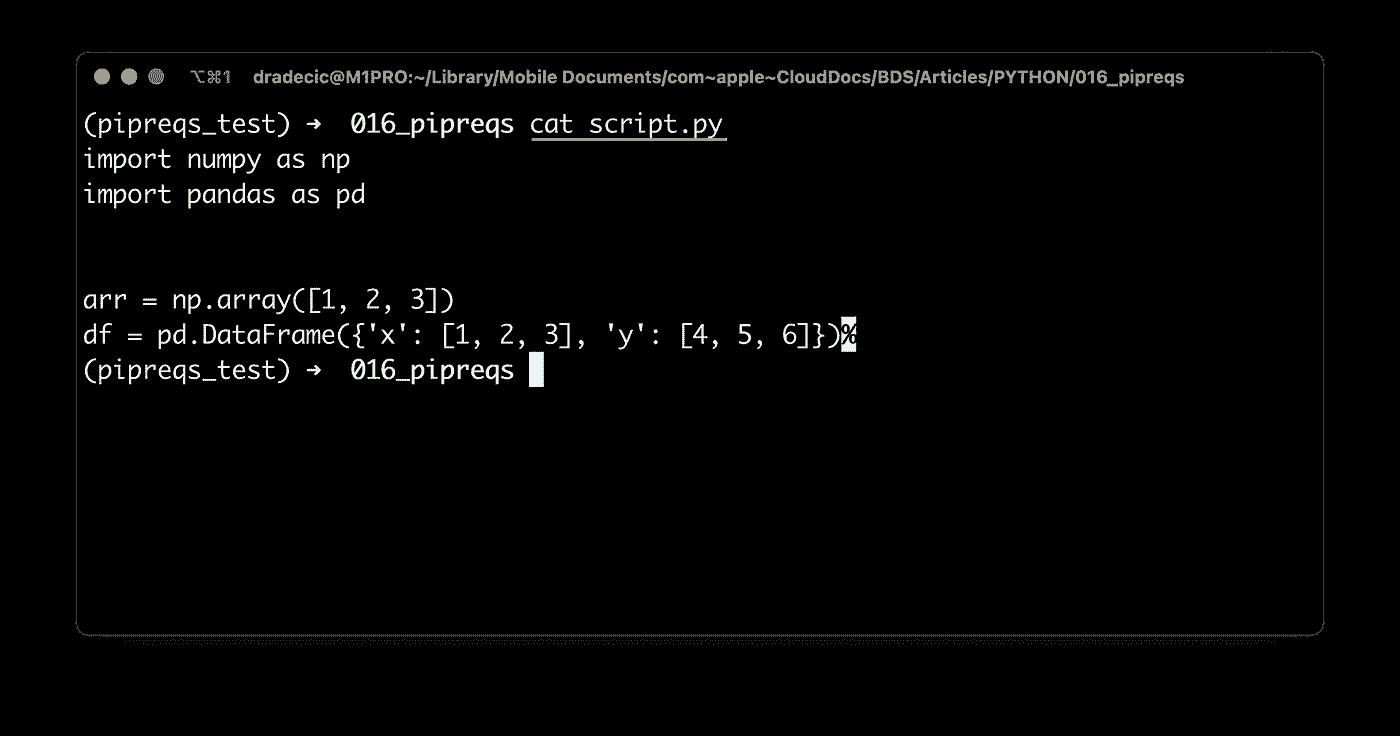 ⌥⌘1 dradecic@M1PRO:~/Library/Mobile Documents/com~apple~CloudDocs/BDS/Articles/PYTHON/016_pipreqs
(pipreqs_test) → 016_pipreqs cat script.py
import numpy as np
import pandas as pd
arr = np.array([1, 2, 3])
df = pd.DataFrame({'x': [1, 2, 3], 'y': [4, 5, 6]})%
(pipreqs_test) → 016_pipreqs